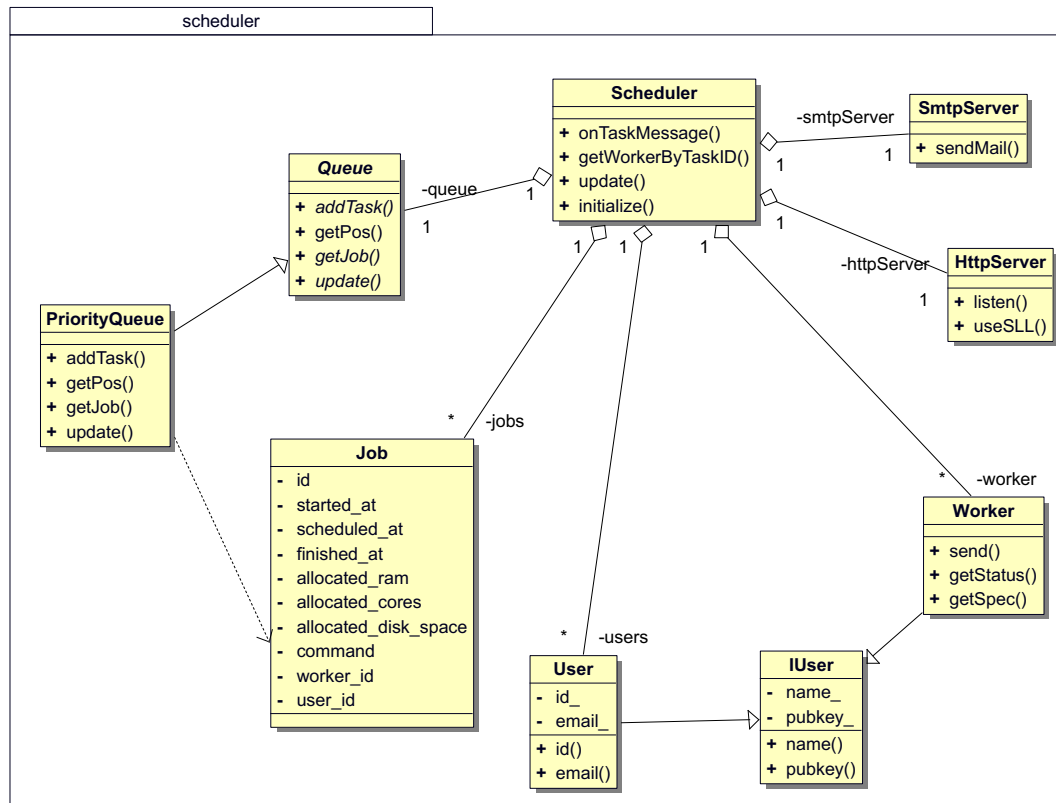 scheduler
Scheduler
+ onTaskMessage()
+ getWorkerByTaskID()
+ update()
+ initialize()
-smtpServer
1
1
SmtpServer
+ sendMail()
Queue
+ addTask()
+ getPos()
+ getJob()
+ update()
-queue
1
1
-httpServer
1
1
HttpServer
+ listen()
+ useSLL()
PriorityQueue
+ addTask()
+ getPos()
+ getJob()
+ update()
1
1
1
* -jobs
Job
- id
- started_at
- scheduled_at
- finished_at
- allocated_ram
- allocated_cores
- allocated_disk_space
- command
- worker_id
- user_id
* -worker
Worker
+ send()
+ getStatus()
+ getSpec()
* -users
User
- id_
- email_
+ id()
+ email()
IUser
- name_
- pubkey_
+ name()
+ pubkey()